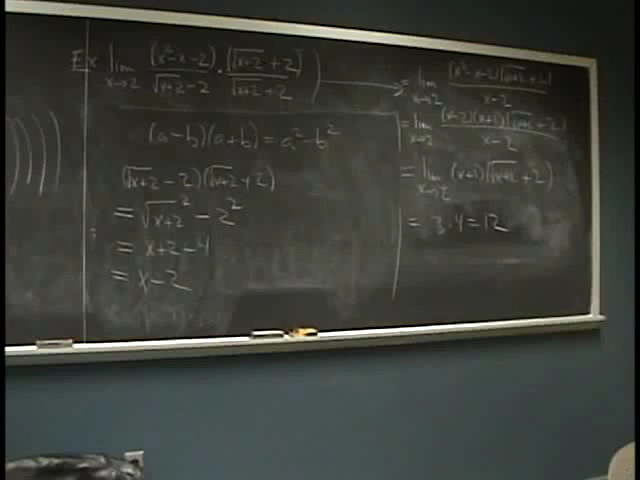 Ex lim x→2 (x²-x-2)/(√x+2 - 2) · (√x+2 + 2)/(√x+2 + 2)
(a-b)(a+b) = a²-b²
(√x+2 - 2)(√x+2 + 2)
= √x+2² - 2²
= x+2-4
= x-2
= lim x→2 (x²-x-2)(√x+2 + 2)/(x-2)
= lim x→2 (x-2)(x+1)(√x+2 + 2)/(x-2)
= lim x→2 (x+1)(√x+2 + 2)
= 3·4 = 12